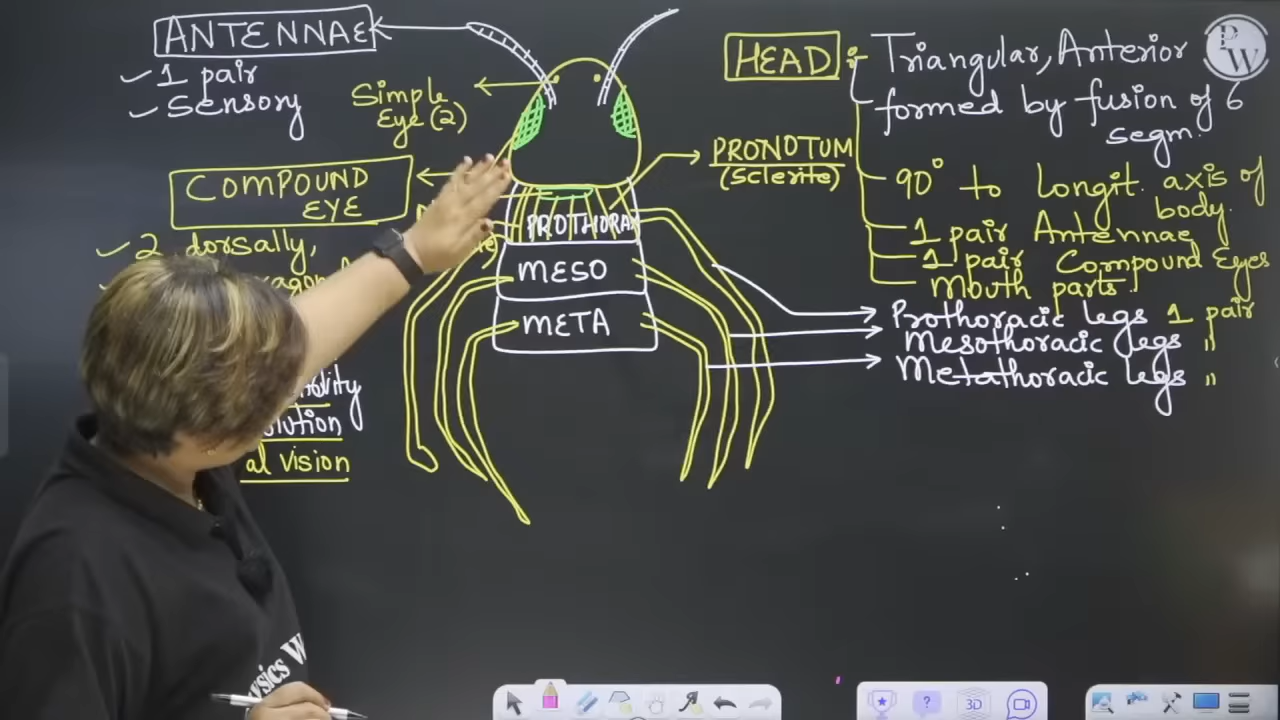 ANTENNAE
✓ 1 pair
✓ Sensory
Simple
Eye (2)
COMPOUND
EYE
✓ 2 dorsally,
al vision
PRONOTUM
(Sclerite)
PROTHORAX
MESO
META
HEAD :
Triangular, Anterior
formed by fusion of 6
segm.
90° to Longit. axis of
body.
1 pair Antennae
1 pair Compound Eyes
Mouth parts.
Prothoracic legs 1 pair
Mesothoracic legs "
Metathoracic legs "
PW
3D